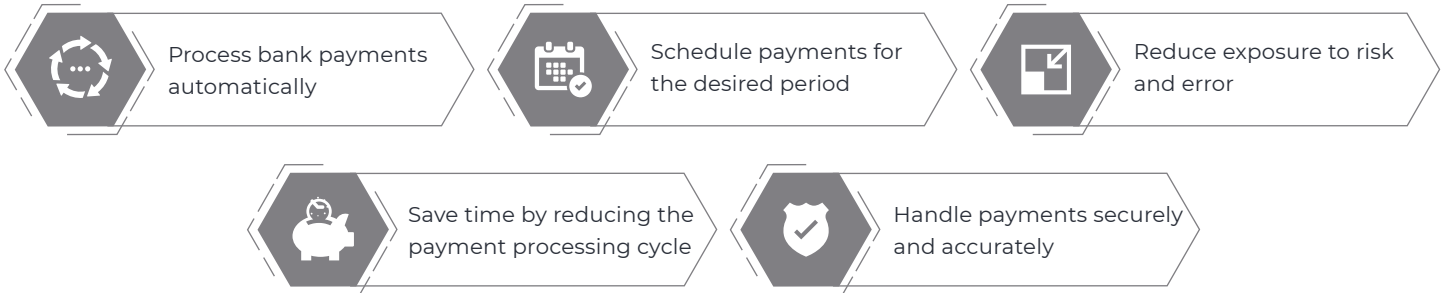 Process bank payments
automatically
Schedule payments for
the desired period
Reduce exposure to risk
and error
Save time by reducing the
payment processing cycle
Handle payments securely
and accurately